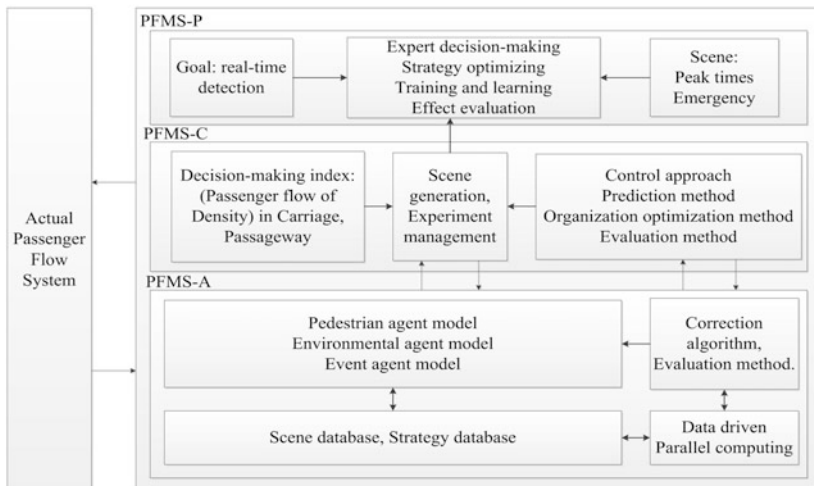 PFMS-P
Goal: real-time
detection
Expert decision-making
Strategy optimizing
Training and learning
Effect evaluation
Scene:
Peak times
Emergency
PFMS-C
Decision-making index:
(Passenger flow of
Density) in Carriage,
Passageway
Scene
generation,
Experiment
management
Control approach
Prediction method
Organization optimization method
Evaluation method
Actual
Passenger
Flow
System
PFMS-A
Pedestrian agent model
Environmental agent model
Event agent model
Correction
algorithm,
Evaluation method.
Scene database, Strategy database
Data driven
Parallel computing